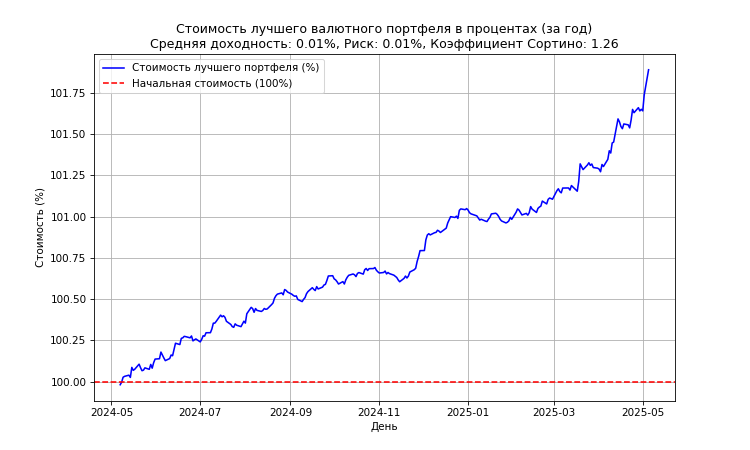 Стоимость лучшего валютного портфеля в процентах (за год)
Средняя доходность: 0.01%, Риск: 0.01%, Коэффициент Сортино: 1.26
Стоимость лучшего портфеля (%)
Начальная стоимость (100%)
Стоимость (%)
101.75
101.50
101.25
101.00
100.75
100.50
100.25
100.00
2024-05 2024-07 2024-09 2024-11 2025-01 2025-03 2025-05
День